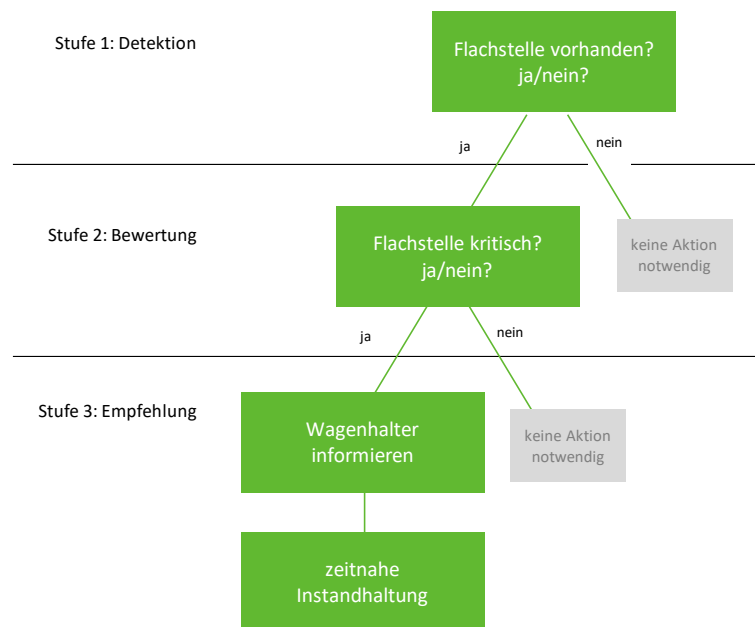 Stufe 1: Detektion
Flachstelle vorhanden?
ja/nein?
ja
nein
Stufe 2: Bewertung
Flachstelle kritisch?
ja/nein?
keine Aktion
notwendig
ja
nein
Stufe 3: Empfehlung
Wagenhalter
informieren
keine Aktion
notwendig
zeitnahe
Instandhaltung